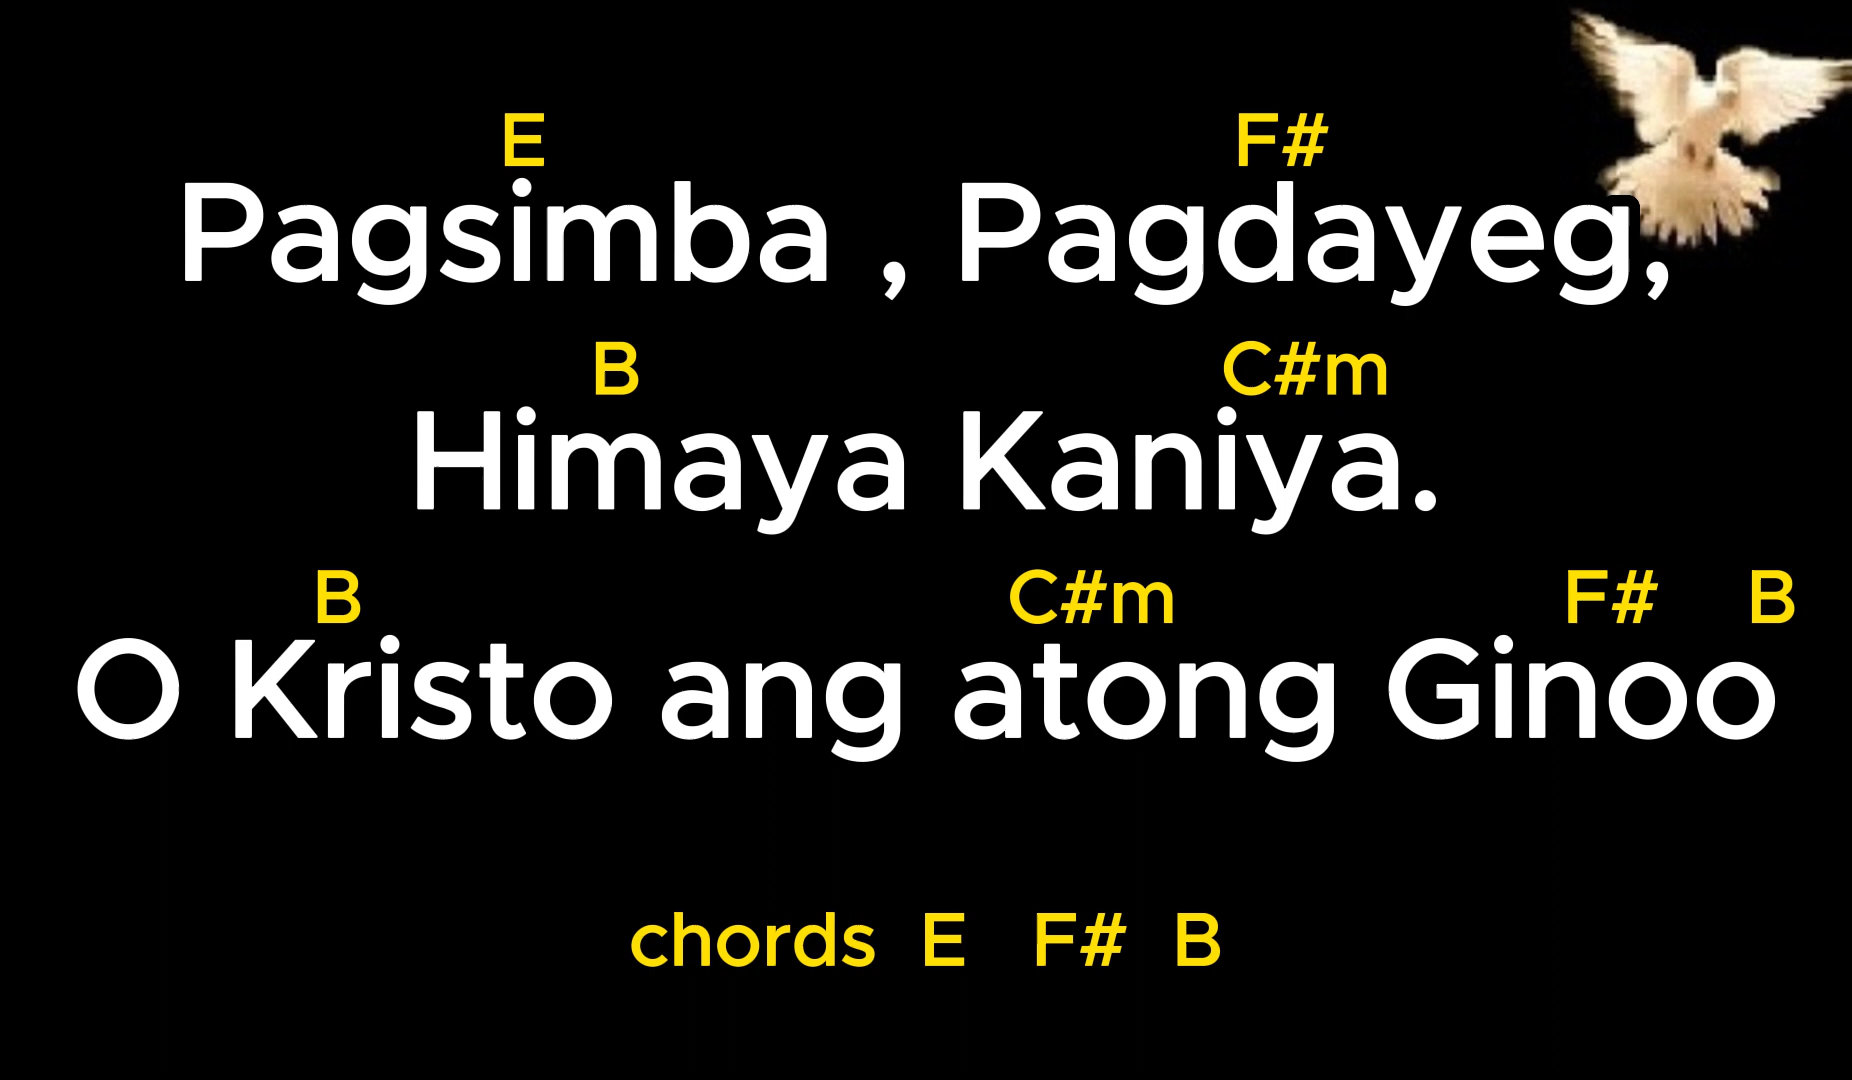 E F#
Pagsimba , Pagdayeg,
B C#m
Himaya Kaniya.
B C#m F# B
O Kristo ang atong Ginoo
chords E F# B